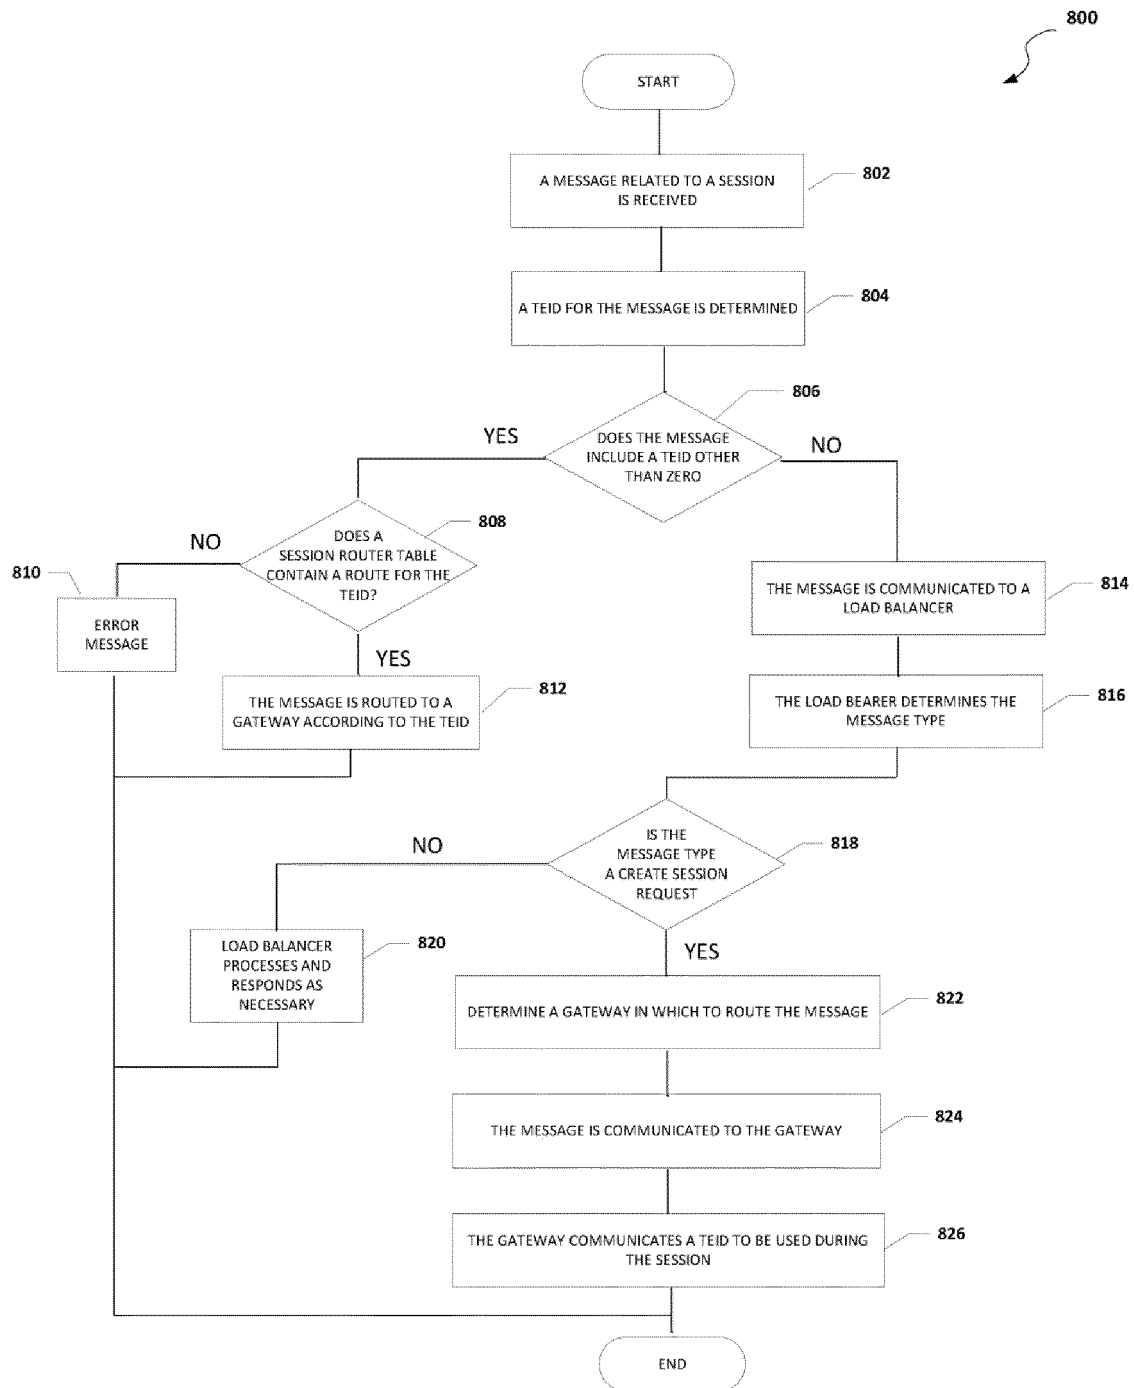 800
START
A MESSAGE RELATED TO A SESSION
IS RECEIVED
802
A TEID FOR THE MESSAGE IS DETERMINED
804
806
DOES THE MESSAGE
INCLUDE A TEID OTHER
THAN ZERO
YES
NO
808
DOES A
SESSION ROUTER TABLE
CONTAIN A ROUTE FOR THE
TEID?
NO
810
ERROR
MESSAGE
YES
THE MESSAGE IS ROUTED TO A
GATEWAY ACCORDING TO THE TEID
812
THE MESSAGE IS COMMUNICATED TO A
LOAD BALANCER
814
THE LOAD BEARER DETERMINES THE
MESSAGE TYPE
816
IS THE
MESSAGE TYPE
A CREATE SESSION
REQUEST
818
NO
LOAD BALANCER
PROCESSES AND
RESPONDS AS
NECESSARY
820
YES
DETERMINE A GATEWAY IN WHICH TO ROUTE THE MESSAGE
822
THE MESSAGE IS COMMUNICATED TO THE GATEWAY
824
THE GATEWAY COMMUNICATES A TEID TO BE USED DURING
THE SESSION
826
END